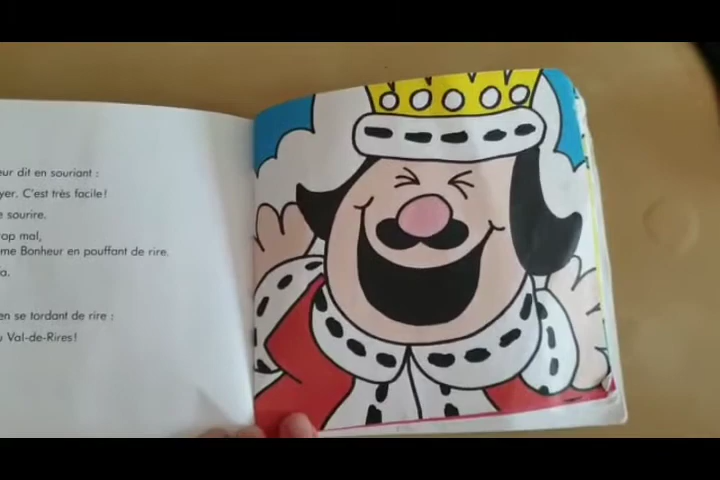 eur dit en souriant :
yer. C'est très facile!
e sourire.
rop mal,
me Bonheur en pouffant de rire.
a.
en se tordant de rire :
u Val-de-Rires!